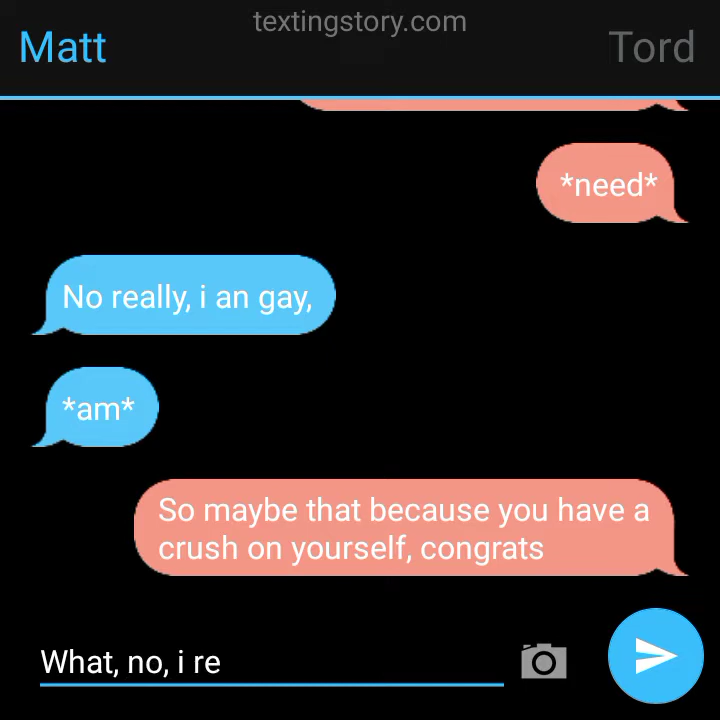 textingstory.com
Matt
Tord
*need*
No really, i an gay,
*am*
So maybe that because you have a
crush on yourself, congrats
What, no, i re